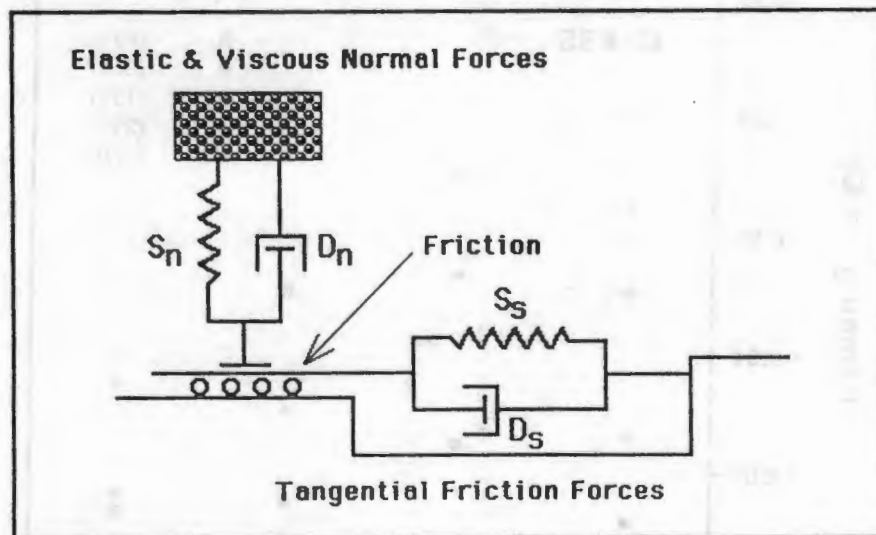 Elastic & Viscous Normal Forces
Sn
Dn
Friction
Ss
Ds
Tangential Friction Forces